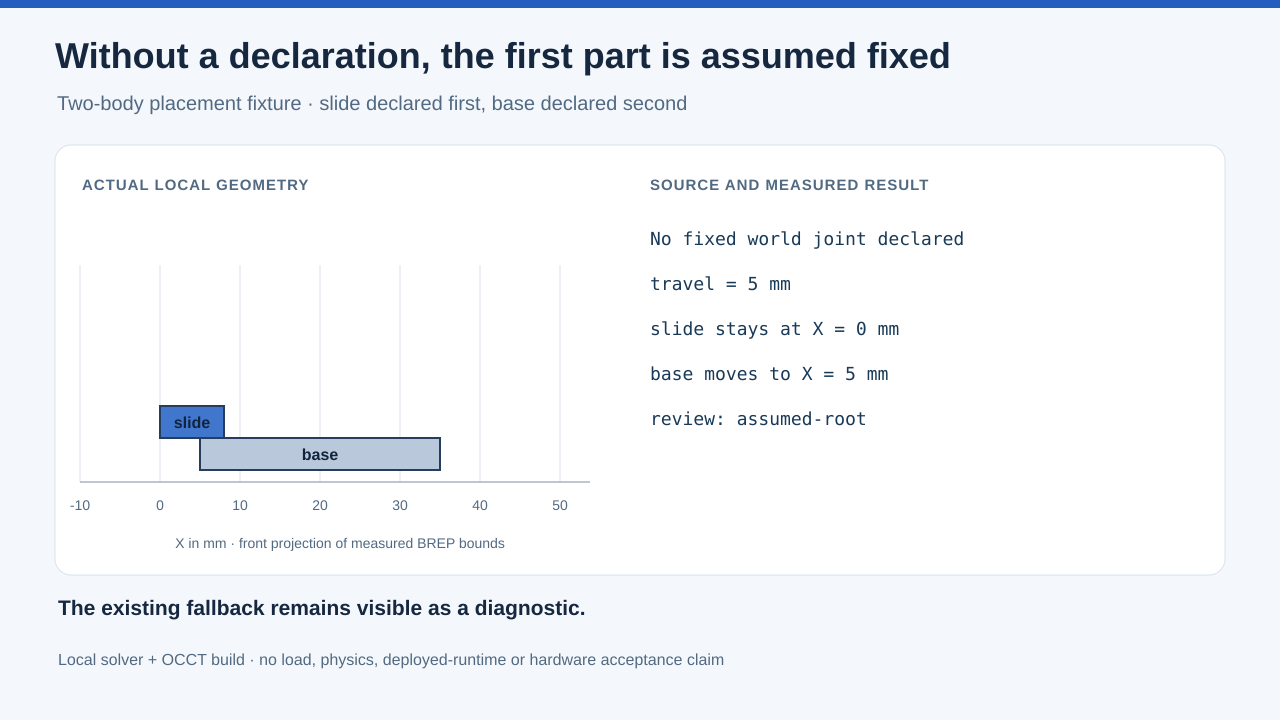 Without a declaration, the first part is assumed fixed
Two-body placement fixture · slide declared first, base declared second
ACTUAL LOCAL GEOMETRY
slide
base
-10 0 10 20 30 40 50
X in mm · front projection of measured BREP bounds
SOURCE AND MEASURED RESULT
No fixed world joint declared
travel = 5 mm
slide stays at X = 0 mm
base moves to X = 5 mm
review: assumed-root
The existing fallback remains visible as a diagnostic.
Local solver + OCCT build · no load, physics, deployed-runtime or hardware acceptance claim